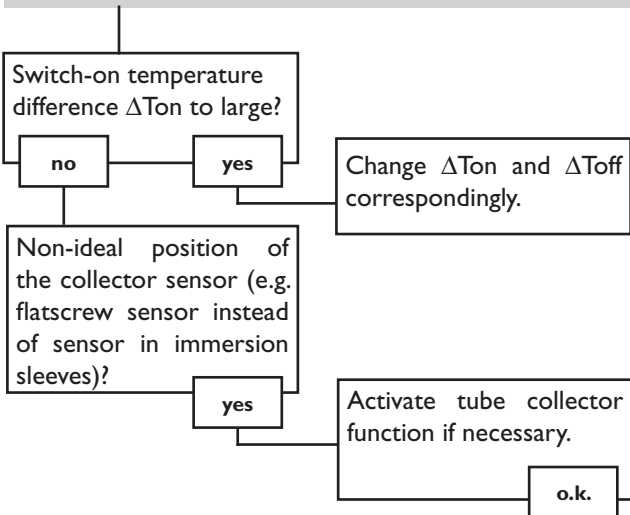 Switch-on temperature
difference ΔTon to large?
no
yes
Change ΔTon and ΔToff
correspondingly.
Non-ideal position of
the collector sensor (e.g.
flatscrew sensor instead
of sensor in immersion
sleeves)?
yes
Activate tube collector
function if necessary.
o.k.